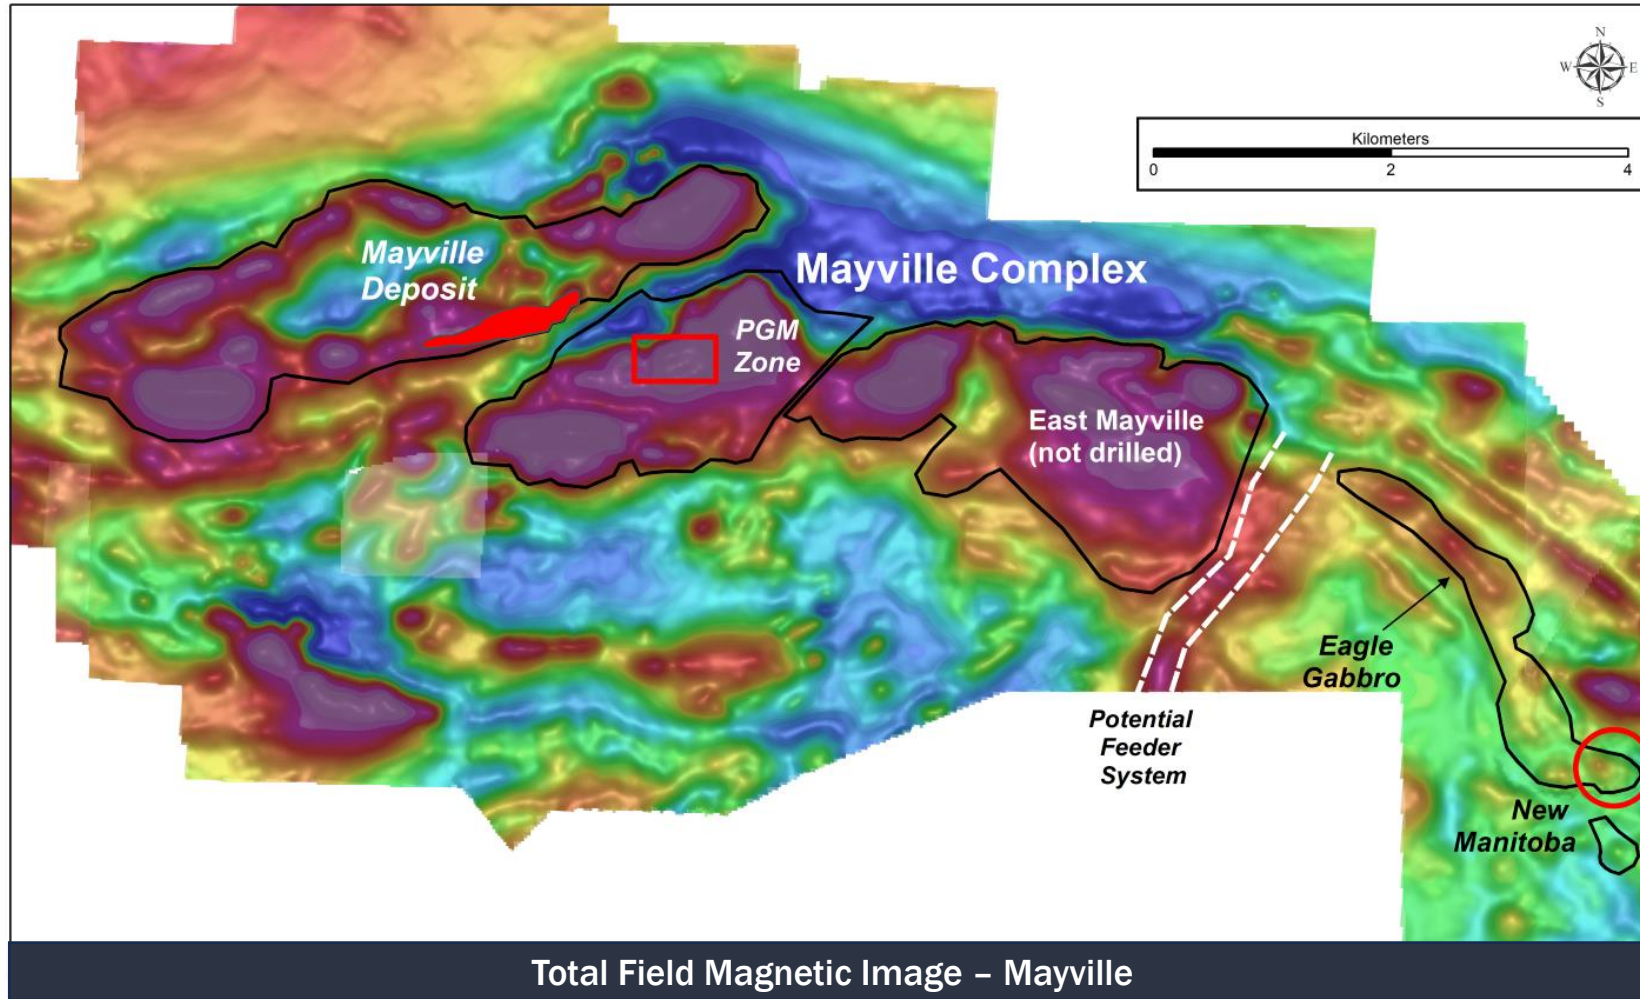 N
W
E
S
Kilometers
0
2
4
Mayville
Deposit
Mayville Complex
PGM
Zone
East Mayville
(not drilled)
Eagle
Gabbro
Potential
Feeder
System
New
Manitoba
Total Field Magnetic Image – Mayville